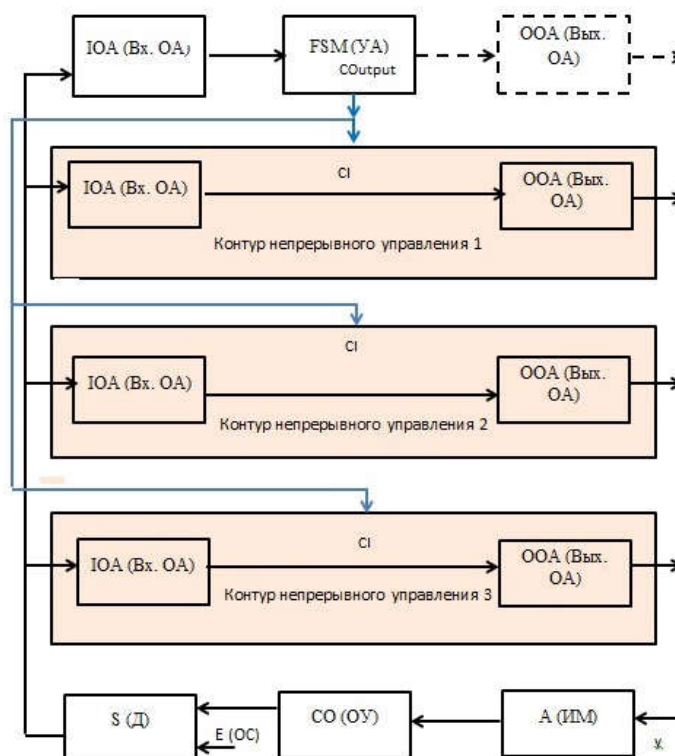 IOA (Вх. ОА)
FSM (УА)
COutput
OOA (Вых.
ОА)
CI
IOA (Вх. ОА)
OOA (Вых.
ОА)
Контур непрерывного управления 1
CI
IOA (Вх. ОА)
OOA (Вых.
ОА)
Контур непрерывного управления 2
CI
IOA (Вх. ОА)
OOA (Вых.
ОА)
Контур непрерывного управления 3
S (Д)
E (ОС)
CO (ОУ)
A (ИМ)